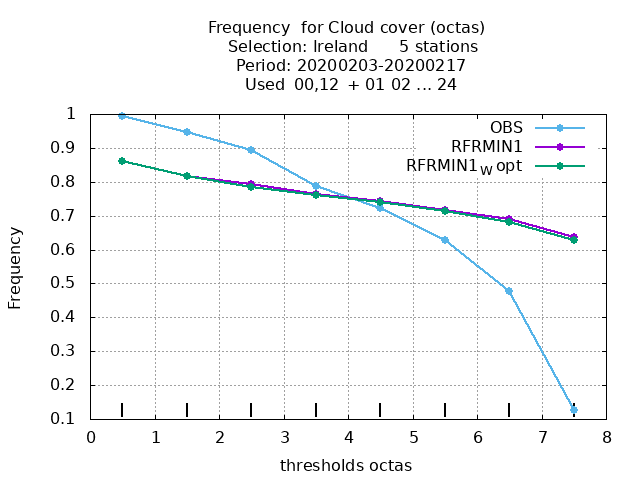 Frequency  for Cloud cover (octas)
Selection: Ireland      5 stations
Period: 20200203-20200217
Used  00,12  + 01 02 ... 24
OBS
RFRMIN1
RFRMIN1W opt
1
0.9
0.8
0.7
0.6
0.5
0.4
0.3
0.2
0.1
Frequency
0 1 2 3 4 5 6 7 8
thresholds octas